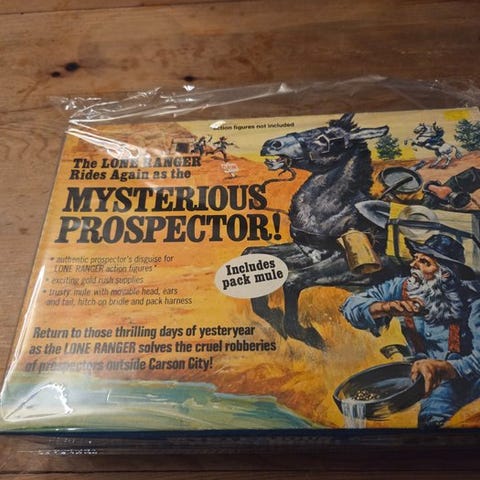 action figures not included
The LONE RANGER
Rides Again as the
MYSTERIOUS
PROSPECTOR!
• authentic prospector's disguise for
LONE RANGER action figures
• exciting gold rush supplies
• trusty mule with movable head, ears
and tail, hitch-on bridle and pack harness
Includes
pack mule
Return to those thrilling days of yesteryear
as the LONE RANGER solves the cruel robberies
of prospectors outside Carson City!